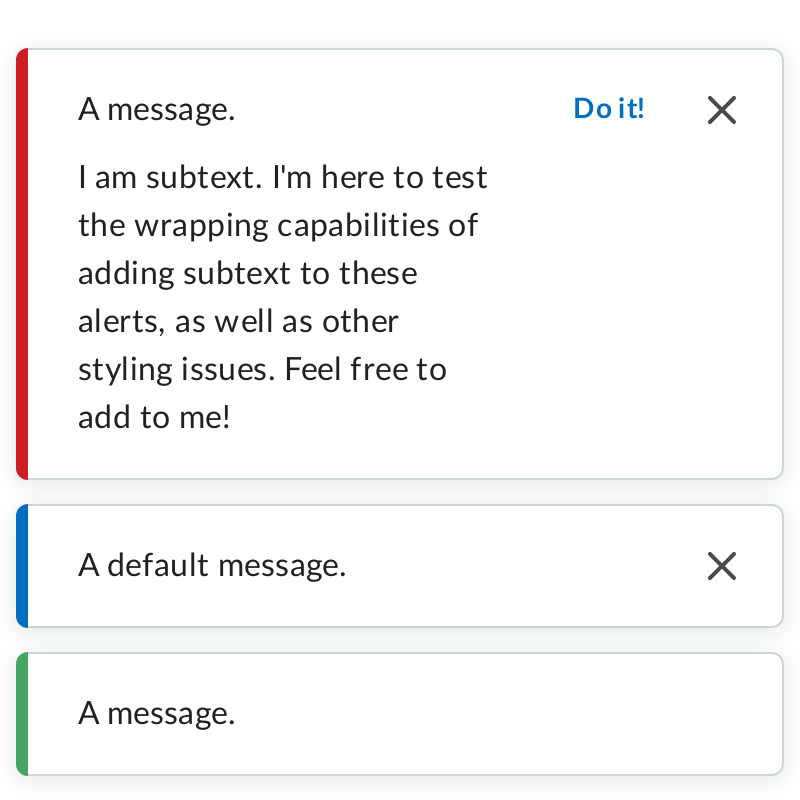 A message. Do it!
I am subtext. I'm here to test
the wrapping capabilities of
adding subtext to these
alerts, as well as other
styling issues. Feel free to
add to me!
A default message.
A message.